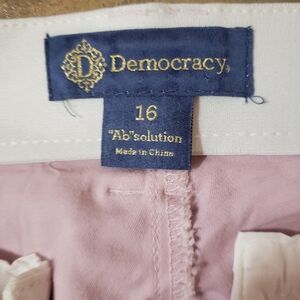 D Democracy®
16
"Ab"solution
Made in China